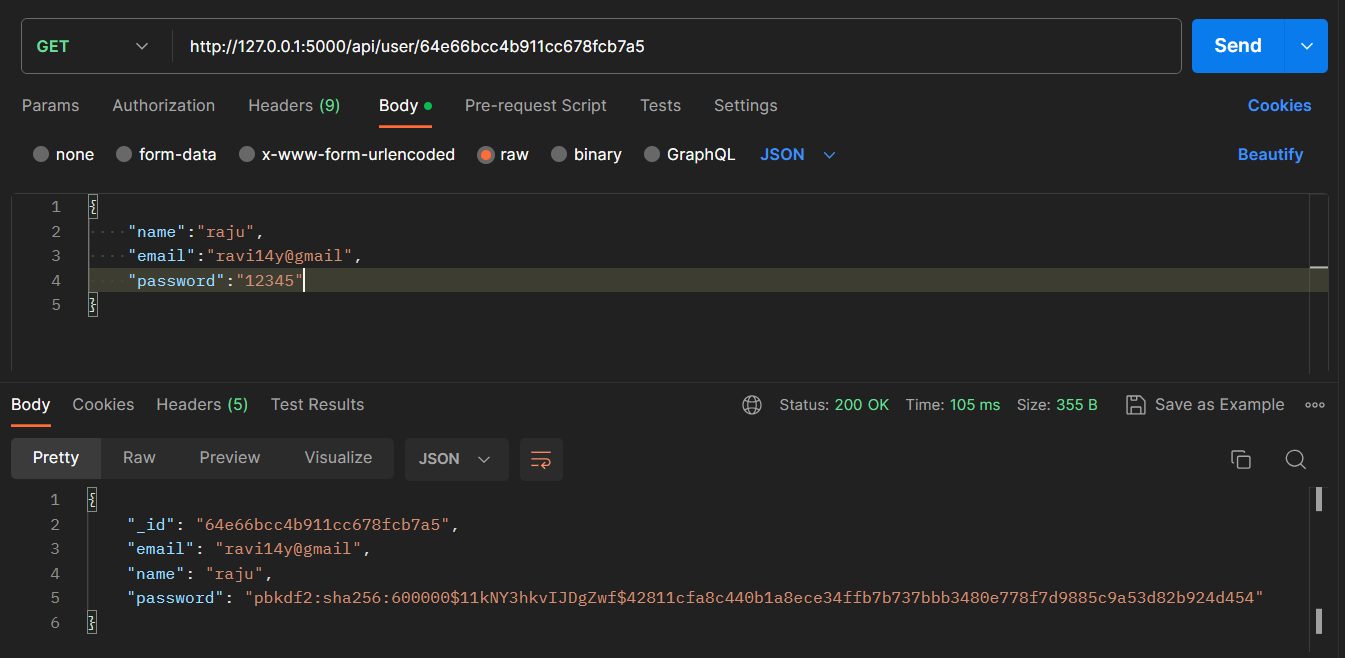 GET http://127.0.0.1:5000/api/user/64e66bcc4b911cc678fcb7a5 Send
Params Authorization Headers (9) Body Pre-request Script Tests Settings Cookies
none form-data x-www-form-urlencoded raw binary GraphQL JSON Beautify
1 {
2 "name":"raju",
3 "email":"ravi14y@gmail",
4 "password":"12345"
5 }
Body Cookies Headers (5) Test Results Status: 200 OK Time: 105 ms Size: 355 B Save as Example
Pretty Raw Preview Visualize JSON
1 {
2 "_id": "64e66bcc4b911cc678fcb7a5",
3 "email": "ravi14y@gmail",
4 "name": "raju",
5 "password": "pbkdf2:sha256:600000$11kNY3hkvIJDgZwf$42811cfa8c440b1a8ece34ffb7b737bbb3480e778f7d9885c9a53d82b924d454"
6 }